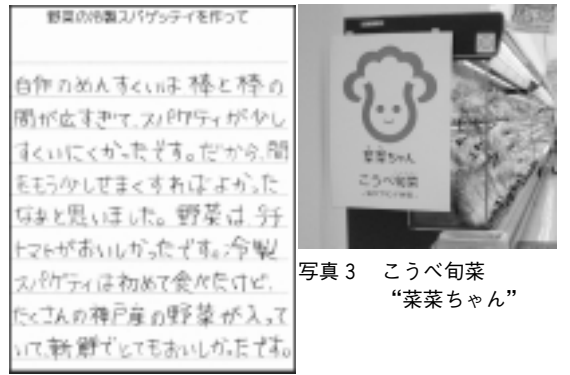 野菜の冷製スパゲッティを作って
自作のめんすくいは棒と棒の
間が広すぎて、スパゲティが少し
すくいにくかったです。だから、間
をもう少しせまくすればよかった
なぁと思いました。野菜は、
トマトがおいしかったです。冷製
スパゲティは初めて食べたけど、
たくさんの神戸産の野菜が入って
いて、新鮮でとてもおいしかったです。
菜菜ちゃん
こうべ旬菜
写真3 こうべ旬菜
“菜菜ちゃん”